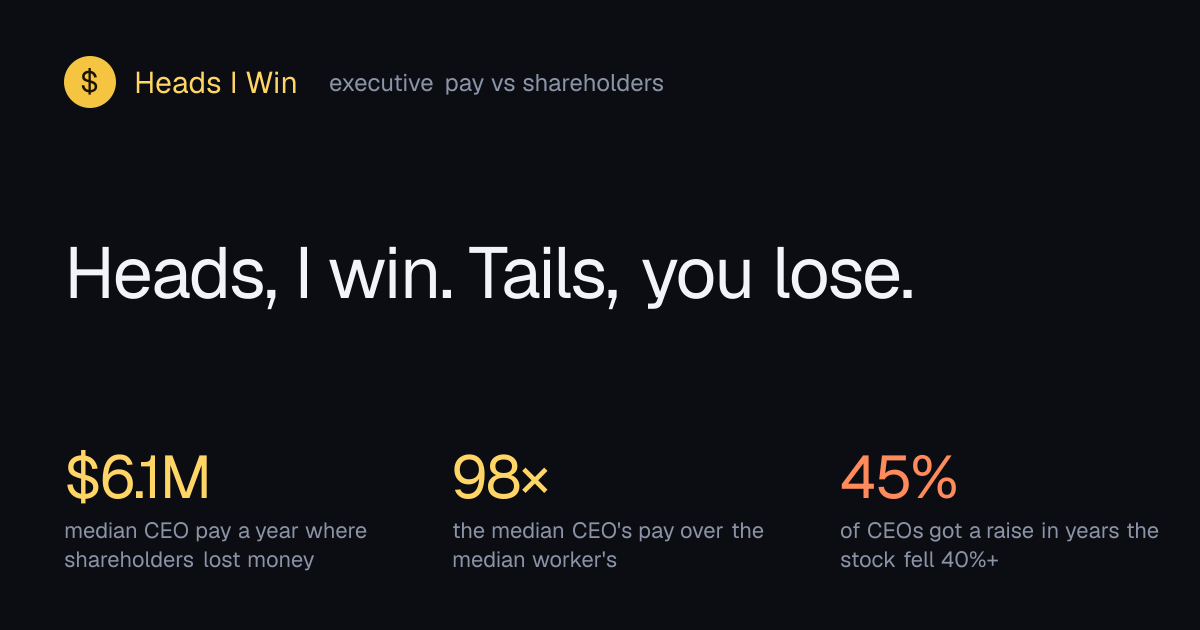 $ Heads I Win executive pay vs shareholders
Heads, I win. Tails, you lose.
$6.1M
median CEO pay a year where
shareholders lost money
98×
the median CEO's pay over the
median worker's
45%
of CEOs got a raise in years the
stock fell 40%+